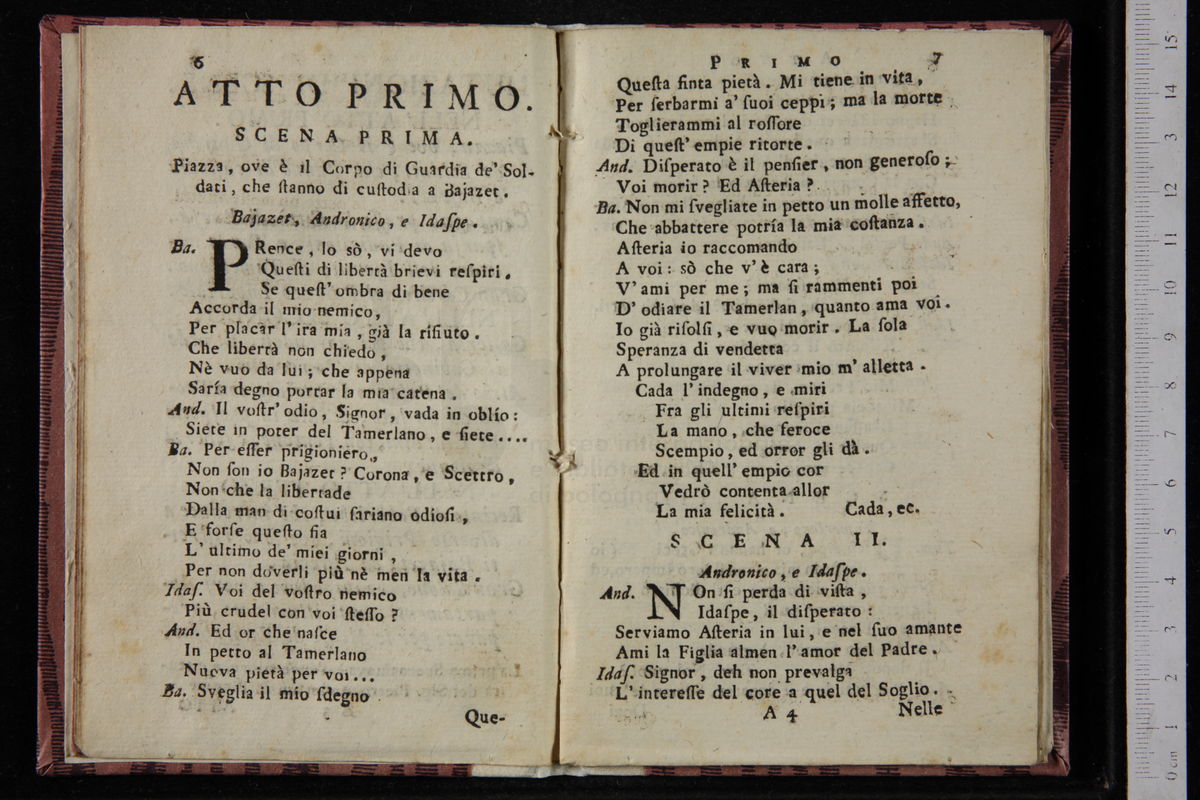 6
ATTO PRIMO.
SCENA PRIMA.
Piazza, ove è il Corpo di Guardia de' Sol-
dati, che ſtanno di cuſtodia a Bajazet.
Bajazet, Andronico, e Idaſpe.
Ba. PRence, lo sò, vi devo
Queſti di libertà brievi reſpiri.
Se queſt' ombra di bene
Accorda il mio nemico,
Per placar l' ira mia, già la rifiuto.
Che libertà non chiedo,
Nè vuo da lui; che appena
Saría degno portar la mia catena.
And. Il voſtr' odio, Signor, vada in oblío:
Siete in poter del Tamerlano, e ſiete....
Ba. Per eſſer prigioniero,
Non ſon io Bajazet? Corona, e Scettro,
Non che la libertade
Dalla man di coſtui ſariano odioſi,
E forſe queſto ſia
L' ultimo de' miei giorni,
Per non doverli più nè men la vita.
Idaſ. Voi del voſtro nemico
Più crudel con voi ſteſſo?
And. Ed or che naſce
In petto al Tamerlano
Nuova pietà per voi...
Ba. Sveglia il mio ſdegno
Que-
PRIMO 7
Queſta finta pietà. Mi tiene in vita,
Per ſerbarmi a' ſuoi ceppi; ma la morte
Toglierammi al roſſore
Di queſt' empie ritorte.
And. Diſperato è il penſier, non generoſo;
Voi morir? Ed Aſteria?
Ba. Non mi ſvegliate in petto un molle affetto,
Che abbattere potría la mia coſtanza.
Aſteria io raccomando
A voi: sò che v' è cara;
V' ami per me; ma ſi rammenti poi
D' odiare il Tamerlan, quanto ama voi.
Io già riſolſi, e vuo morir. La ſola
Speranza di vendetta
A prolungare il viver mio m' alletta.
Cada l' indegno, e miri
Fra gli ultimi reſpiri
La mano, che feroce
Scempio, ed orror gli dà.
Ed in quell' empio cor
Vedrò contenta allor
La mia felicità. Cada, ec.
SCENA II.
Andronico, e Idaſpe.
And. NOn ſi perda di viſta,
Idaſpe, il diſperato:
Serviamo Aſteria in lui, e nel ſuo amante
Ami la Figlia almen l' amor del Padre.
Idaſ. Signor, deh non prevalga
L' intereſſe del core a quel del Soglio.
A 4 Nelle
0 cm 1 2 3 4 5 6 7 8 9 10 11 12 13 14 15